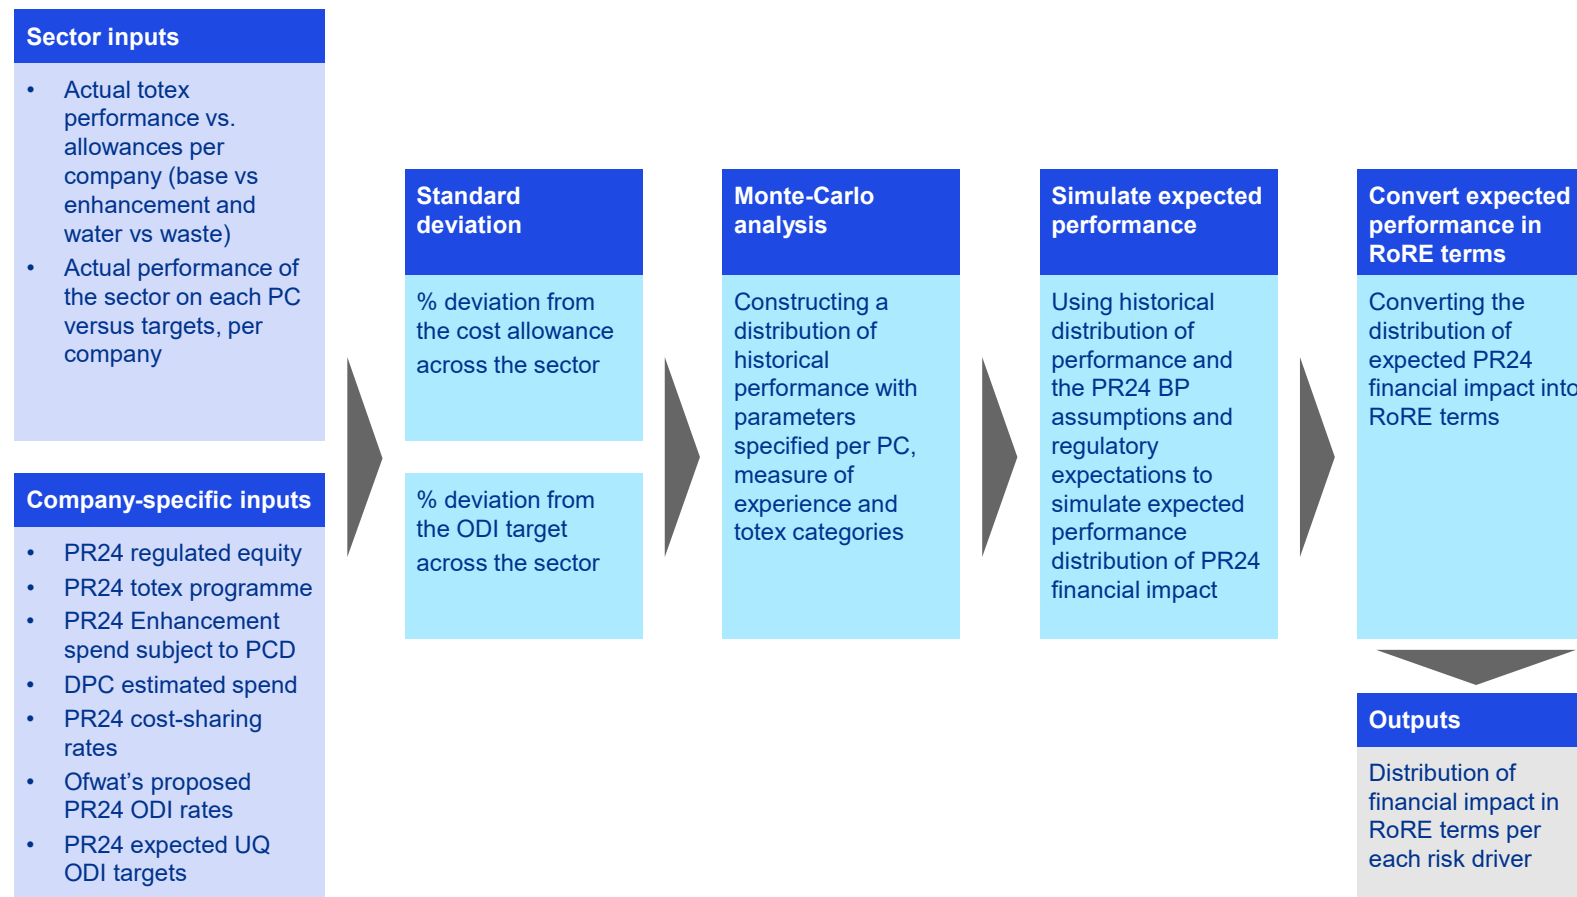 Sector inputs
• Actual totex
performance vs.
allowances per
company (base vs
enhancement and
water vs waste)
• Actual performance of
the sector on each PC
versus targets, per
company
Company-specific inputs
• PR24 regulated equity
• PR24 totex programme
• PR24 Enhancement
spend subject to PCD
• DPC estimated spend
• PR24 cost-sharing
rates
• Ofwat’s proposed
PR24 ODI rates
• PR24 expected UQ
ODI targets
Standard
deviation
% deviation from
the cost allowance
across the sector
% deviation from
the ODI target
across the sector
Monte-Carlo
analysis
Constructing a
distribution of
historical
performance with
parameters
specified per PC,
measure of
experience and
totex categories
Simulate expected
performance
Using historical
distribution of
performance and
the PR24 BP
assumptions and
regulatory
expectations to
simulate expected
performance
distribution of PR24
financial impact
Convert expected
performance in
RoRE terms
Converting the
distribution of
expected PR24
financial impact into
RoRE terms
Outputs
Distribution of
financial impact in
RoRE terms per
each risk driver